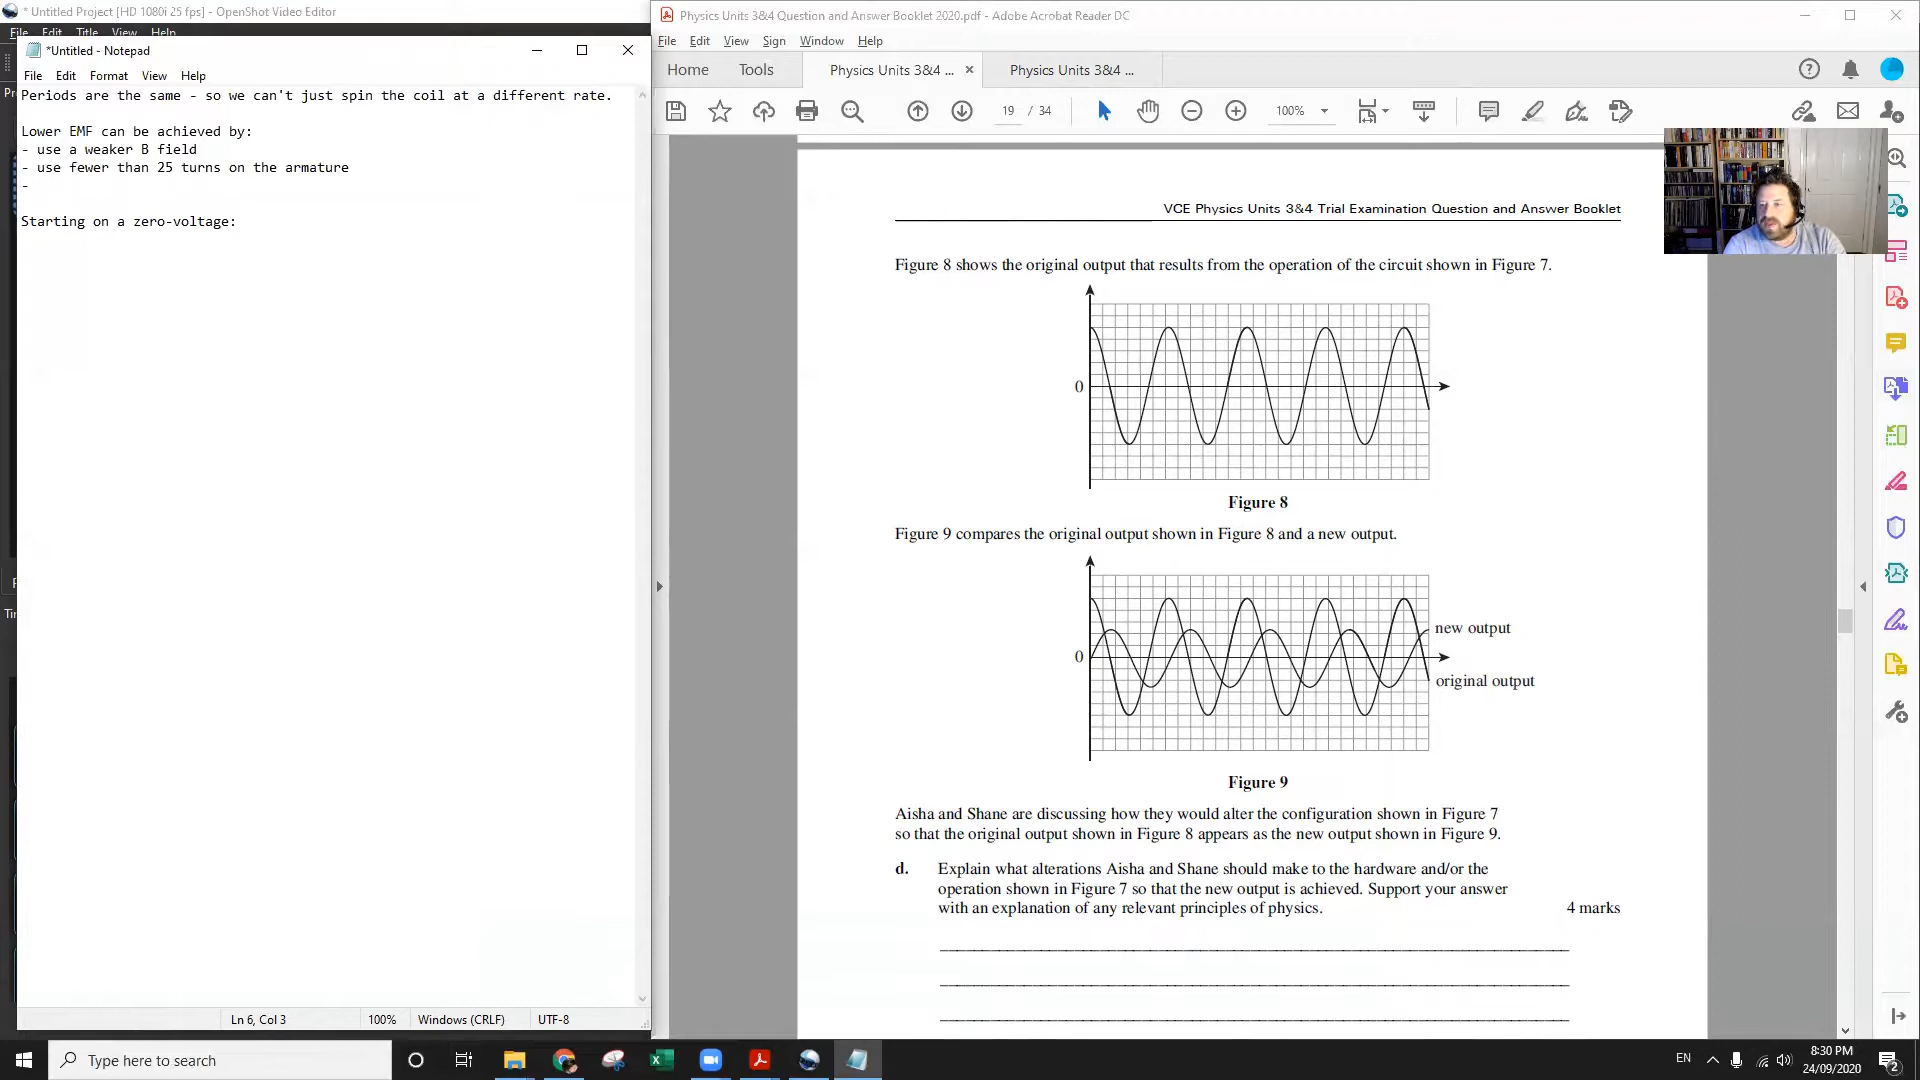 * Untitled Project [HD 1080i 25 fps] - OpenShot Video Editor
File Edit Title View Help
*Untitled - Notepad
File Edit Format View Help
Periods are the same - so we can't just spin the coil at a different rate.
Lower EMF can be achieved by:
- use a weaker B field
- use fewer than 25 turns on the armature
-
Starting on a zero-voltage:
Ln 6, Col 3
100%
Windows (CRLF)
UTF-8
Physics Units 3&4 Question and Answer Booklet 2020.pdf - Adobe Acrobat Reader DC
File Edit View Sign Window Help
Home Tools Physics Units 3&4 ... Physics Units 3&4 ...
19 / 34 100%
VCE Physics Units 3&4 Trial Examination Question and Answer Booklet
Figure 8 shows the original output that results from the operation of the circuit shown in Figure 7.
0
Figure 8
Figure 9 compares the original output shown in Figure 8 and a new output.
new output
0
original output
Figure 9
Aisha and Shane are discussing how they would alter the configuration shown in Figure 7
so that the original output shown in Figure 8 appears as the new output shown in Figure 9.
d. Explain what alterations Aisha and Shane should make to the hardware and/or the
operation shown in Figure 7 so that the new output is achieved. Support your answer
with an explanation of any relevant principles of physics. 4 marks
Type here to search
EN
8:30 PM
24/09/2020
2